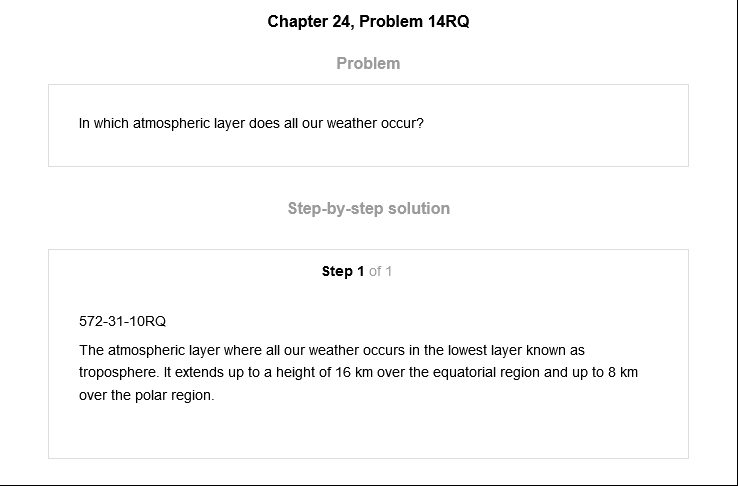 Chapter 24, Problem 14RQ
Problem
In which atmospheric layer does all our weather occur?
Step-by-step solution
Step 1 of 1
572-31-10RQ
The atmospheric layer where all our weather occurs in the lowest layer known as
troposphere. It extends up to a height of 16 km over the equatorial region and up to 8 km
over the polar region.